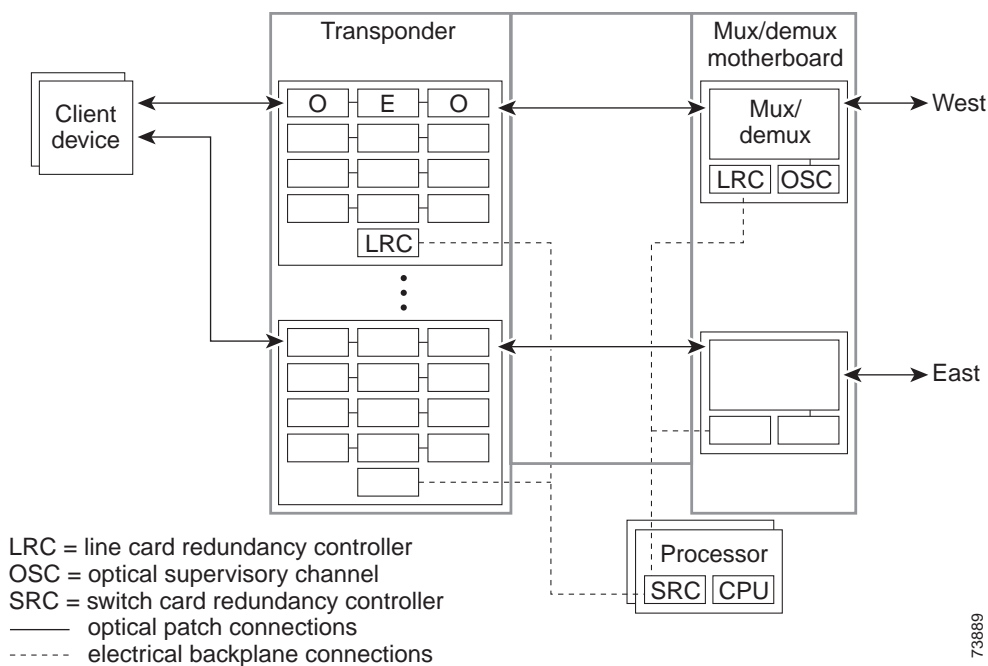 Transponder
Mux/demux
motherboard
Client
device
O E O
Mux/
demux
West
LRC OSC
LRC
East
Processor
SRC CPU
LRC = line card redundancy controller
OSC = optical supervisory channel
SRC = switch card redundancy controller
optical patch connections
electrical backplane connections
73889